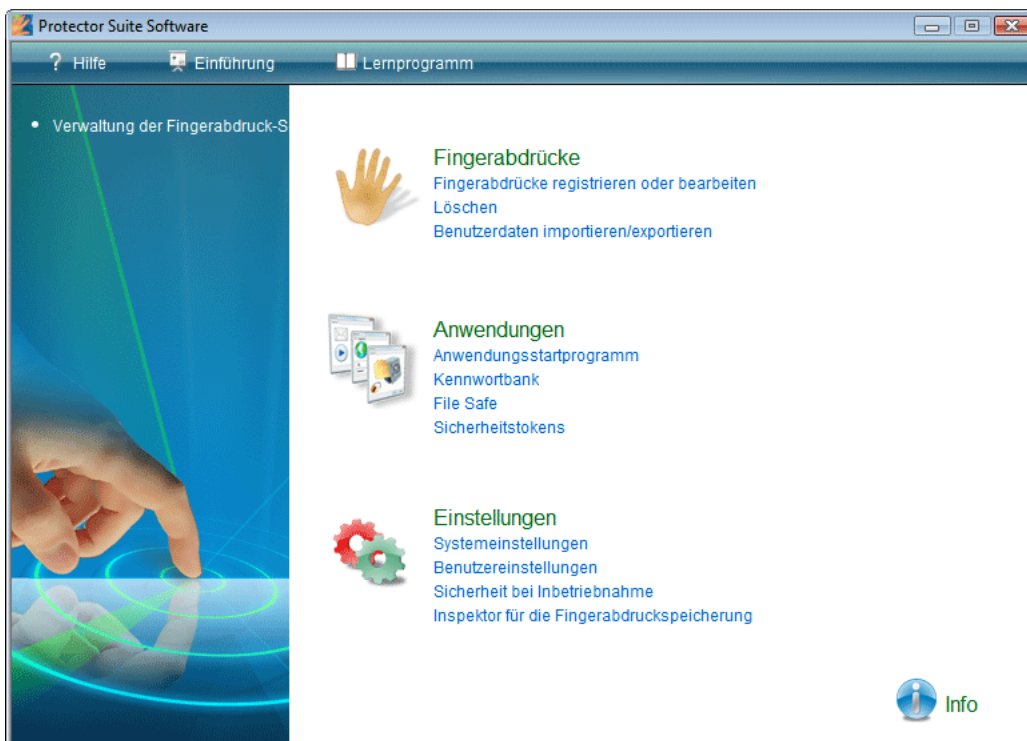 Protector Suite Software
? Hilfe Einführung Lernprogramm
• Verwaltung der Fingerabdruck-S
Fingerabdrücke
Fingerabdrücke registrieren oder bearbeiten
Löschen
Benutzerdaten importieren/exportieren
Anwendungen
Anwendungsstartprogramm
Kennwortbank
File Safe
Sicherheitstokens
Einstellungen
Systemeinstellungen
Benutzereinstellungen
Sicherheit bei Inbetriebnahme
Inspektor für die Fingerabdruckspeicherung
Info